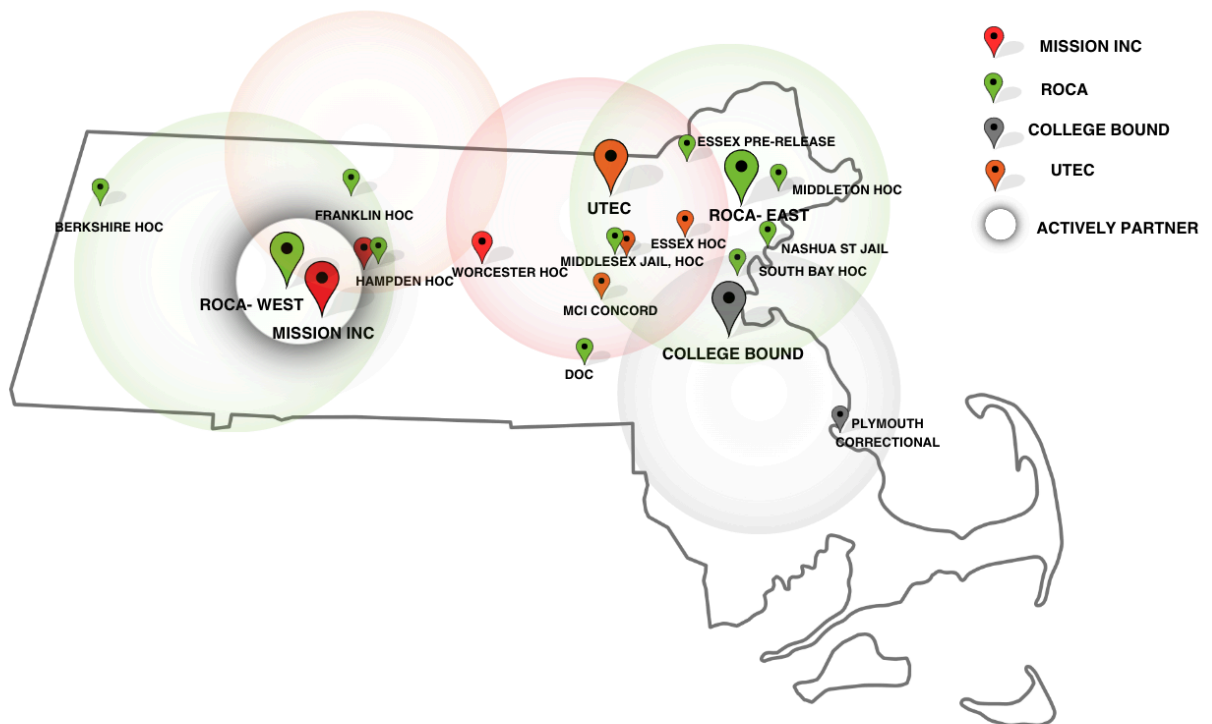 MISSION INC
ROCA
COLLEGE BOUND
UTEC
ACTIVELY PARTNER
ESSEX PRE-RELEASE
MIDDLETON HOC
BERKSHIRE HOC
FRANKLIN HOC
UTEC
ROCA- EAST
ESSEX HOC
NASHUA ST JAIL
MIDDLESEX JAIL, HOC
WORCESTER HOC
SOUTH BAY HOC
HAMPDEN HOC
ROCA- WEST
MCI CONCORD
MISSION INC
COLLEGE BOUND
DOC
PLYMOUTH
CORRECTIONAL